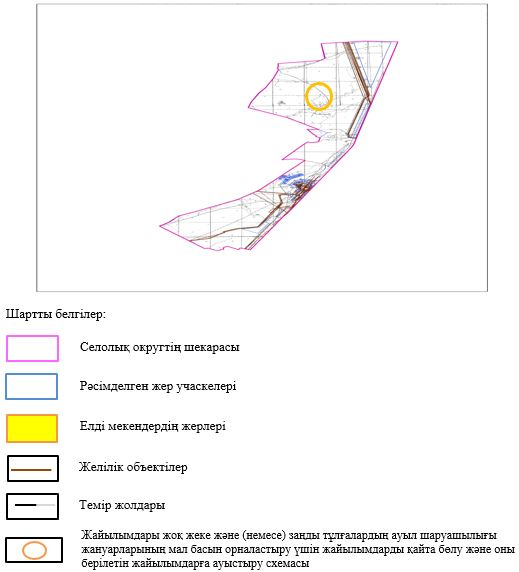 Шартты белгілер:
Селолық округтің шекарасы
Рәсімделген жер учаскелері
Елді мекендердің жерлері
Желілік объектілер
Темір жолдары
Жайылымдары жоқ жеке және (немесе) заңды тұлғалардың ауыл шаруашылығы
жануарларының мал басын орналастыру үшін жайылымдарды қайта бөлу және оны
берілетін жайылымдарға ауыстыру схемасы